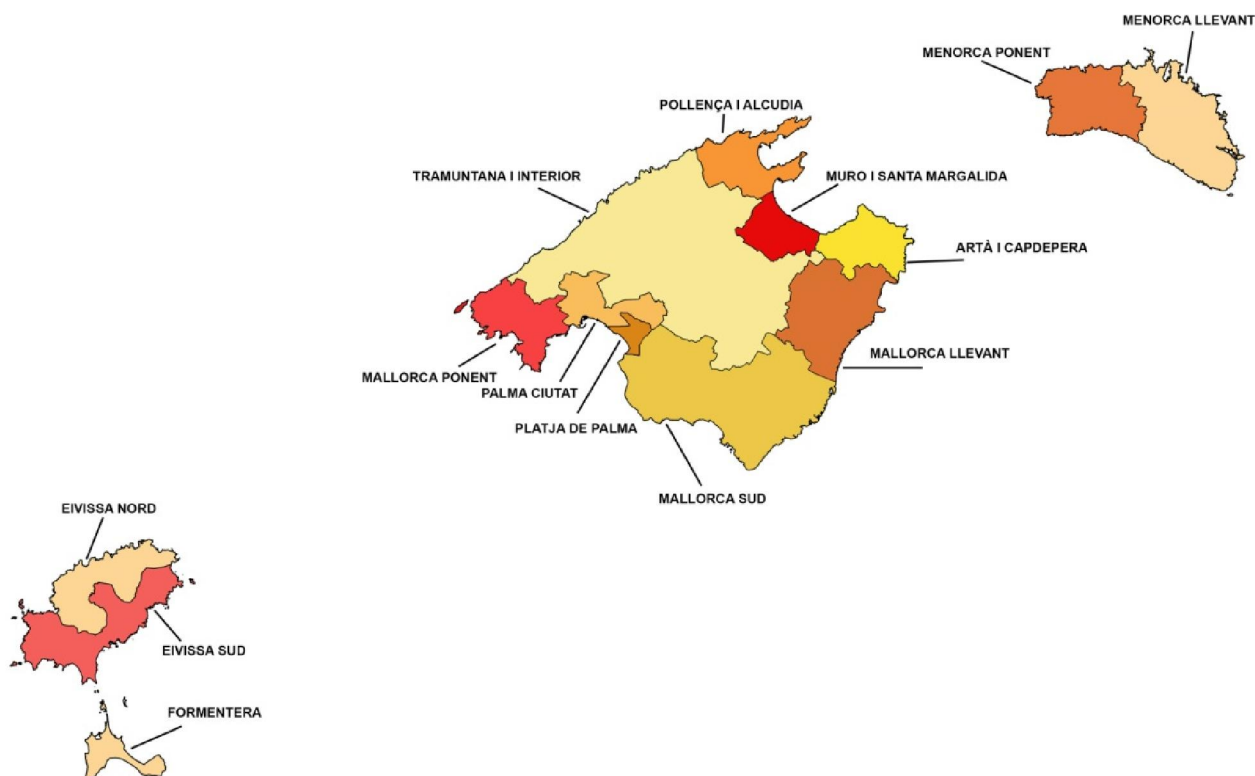 MENORCA LLEVANT
MENORCA PONENT
POLLENÇA I ALCUDIA
TRAMUNTANA I INTERIOR
MURO I SANTA MARGALIDA
ARTÀ I CAPDEPERA
MALLORCA LLEVANT
MALLORCA PONENT
PALMA CIUTAT
PLATJA DE PALMA
MALLORCA SUD
EIVISSA NORD
EIVISSA SUD
FORMENTERA